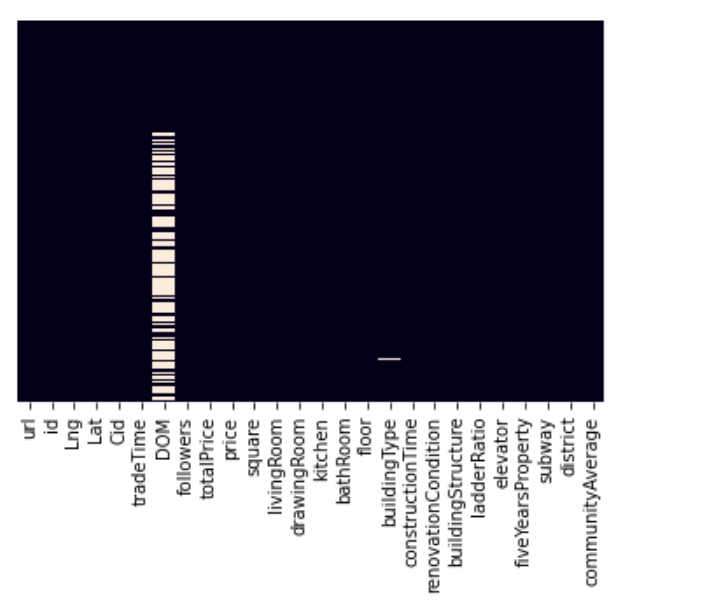 url
id
Lng
Lat
Cid
tradeTime
DOM
followers
totalPrice
price
square
livingRoom
drawingRoom
kitchen
bathRoom
floor
buildingType
constructionTime
renovationCondition
buildingStructure
ladderRatio
elevator
fiveYearsProperty
subway
district
communityAverage